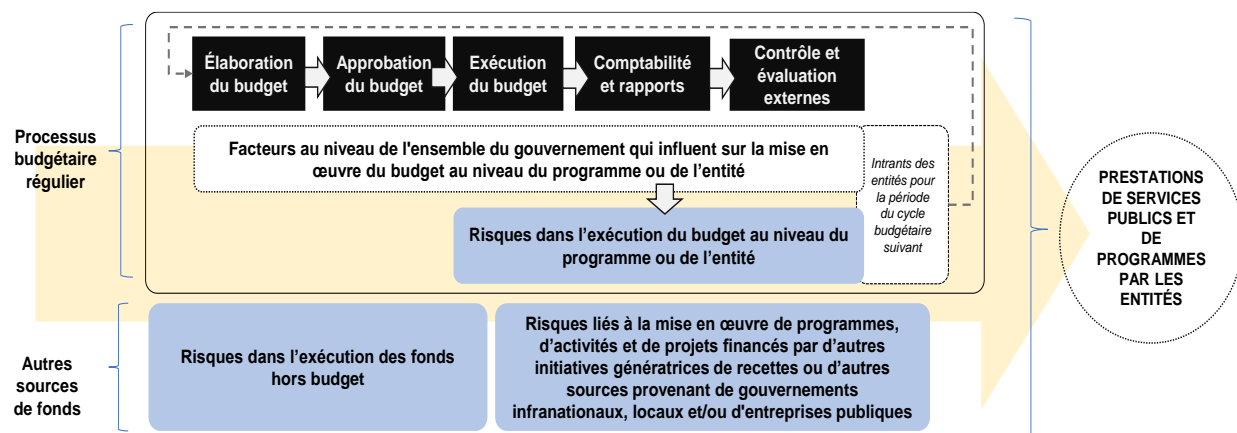 Élaboration
du budget
Approbation
du budget
Exécution
du budget
Comptabilité
et rapports
Contrôle et
évaluation
externes
Processus
budgétaire
régulier
Facteurs au niveau de l'ensemble du gouvernement qui influent sur la mise en
œuvre du budget au niveau du programme ou de l'entité
Intrants des
entités pour
la période
du cycle
budgétaire
suivant
Risques dans l’exécution du budget au niveau du
programme ou de l’entité
PRESTATIONS
DE SERVICES
PUBLICS ET
DE
PROGRAMMES
PAR LES
ENTITÉS
Autres
sources
de fonds
Risques dans l’exécution des fonds
hors budget
Risques liés à la mise en œuvre de programmes,
d’activités et de projets financés par d’autres
initiatives génératrices de recettes ou d’autres
sources provenant de gouvernements
infranationaux, locaux et/ou d'entreprises publiques